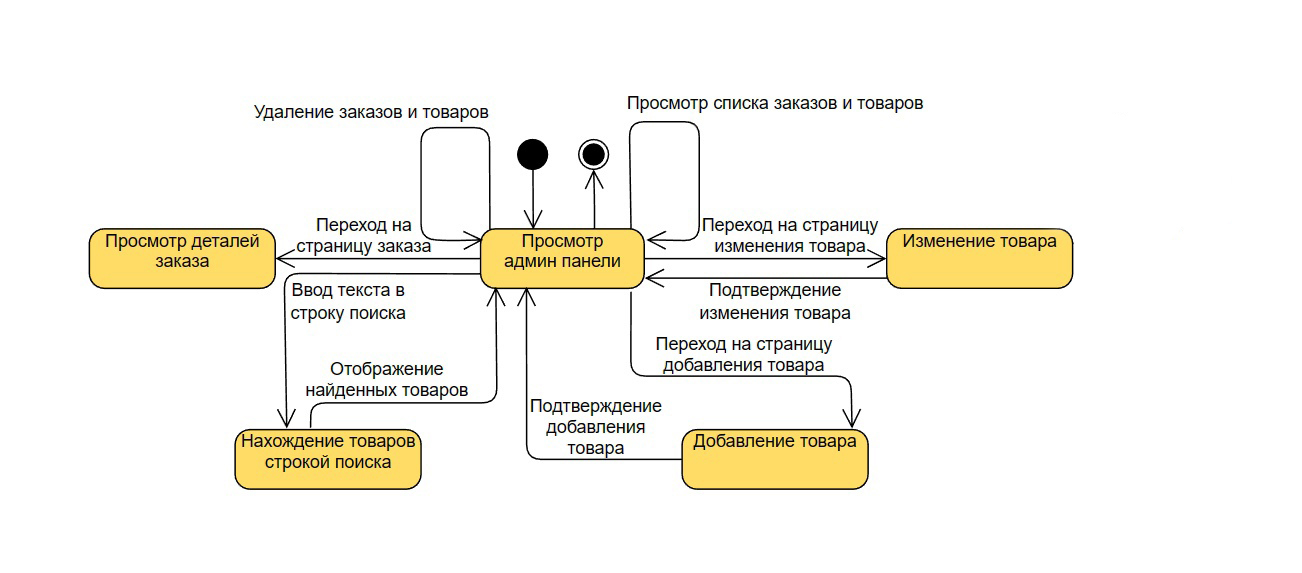 Удаление заказов и товаров
Просмотр списка заказов и товаров
Переход на
страницу заказа
Переход на страницу
изменения товара
Просмотр деталей
заказа
Просмотр
админ панели
Изменение товара
Ввод текста в
строку поиска
Подтверждение
изменения товара
Переход на страницу
добавления товара
Отображение
найденных товаров
Подтверждение
добавления
товара
Нахождение товаров
строкой поиска
Добавление товара